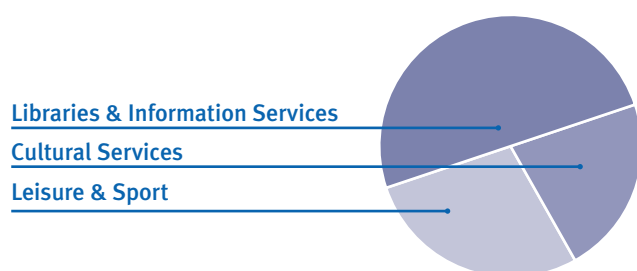 Libraries & Information Services
Cultural Services
Leisure & Sport